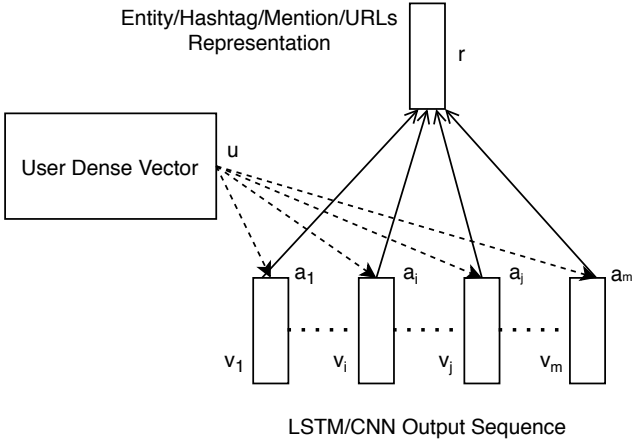 Entity/Hashtag/Mention/URLs
Representation
r
User Dense Vector
u
a1
ai
aj
am
v1
vi
vj
vm
LSTM/CNN Output Sequence